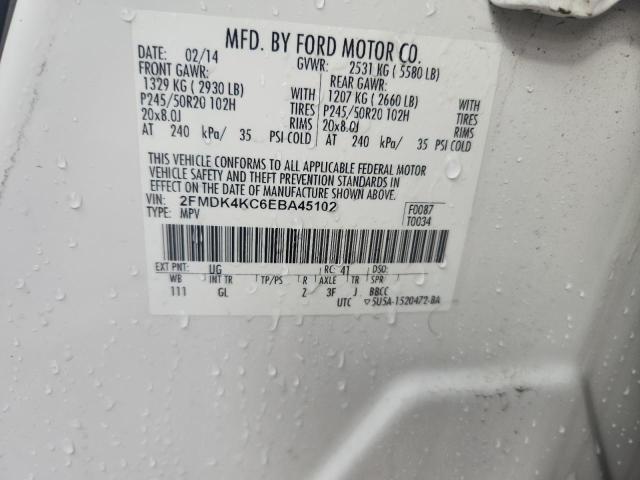 MFD. BY FORD MOTOR CO.
DATE: 02/14 GVWR: 2531 KG ( 5580 LB)
FRONT GAWR: REAR GAWR:
1329 KG ( 2930 LB) WITH 1207 KG ( 2660 LB) WITH
P245/50R20 102H TIRES P245/50R20 102H TIRES
20x8.0J RIMS 20x8.0J RIMS
AT 240 kPa/ 35 PSI COLD AT 240 kPa/ 35 PSI COLD
THIS VEHICLE CONFORMS TO ALL APPLICABLE FEDERAL MOTOR
VEHICLE SAFETY AND THEFT PREVENTION STANDARDS IN
EFFECT ON THE DATE OF MANUFACTURE SHOWN ABOVE.
VIN: 2FMDK4KC6EBA45102 F0087
TYPE: MPV T0034
EXT PNT: UG RC: 41 DSO:
WB INT TR TP/PS R AXLE TR SPR
111 GL 2 3F J BBCC
UTC ▽5U5A-1520472-BA